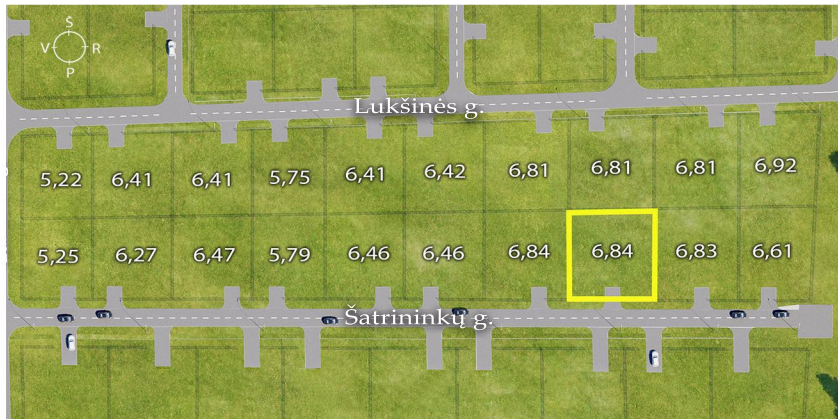 Š
V R
P
Lukšinės g.
5,22 6,41 6,41 5,75 6,41 6,42 6,81 6,81 6,81 6,92
5,25 6,27 6,47 5,79 6,46 6,46 6,84 6,84 6,83 6,61
Šatrininkų g.